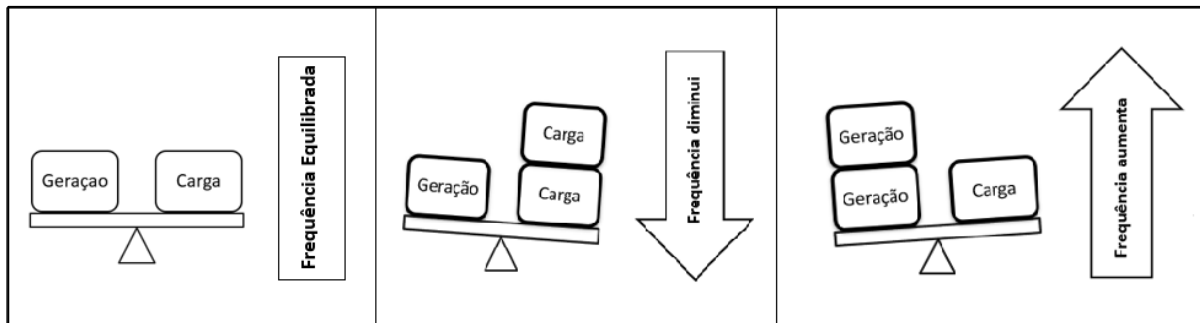 Geraçao
Carga
Frequência Equilibrada
Carga
Geração
Carga
Frequência diminui
Geração
Geração
Carga
Frequência aumenta